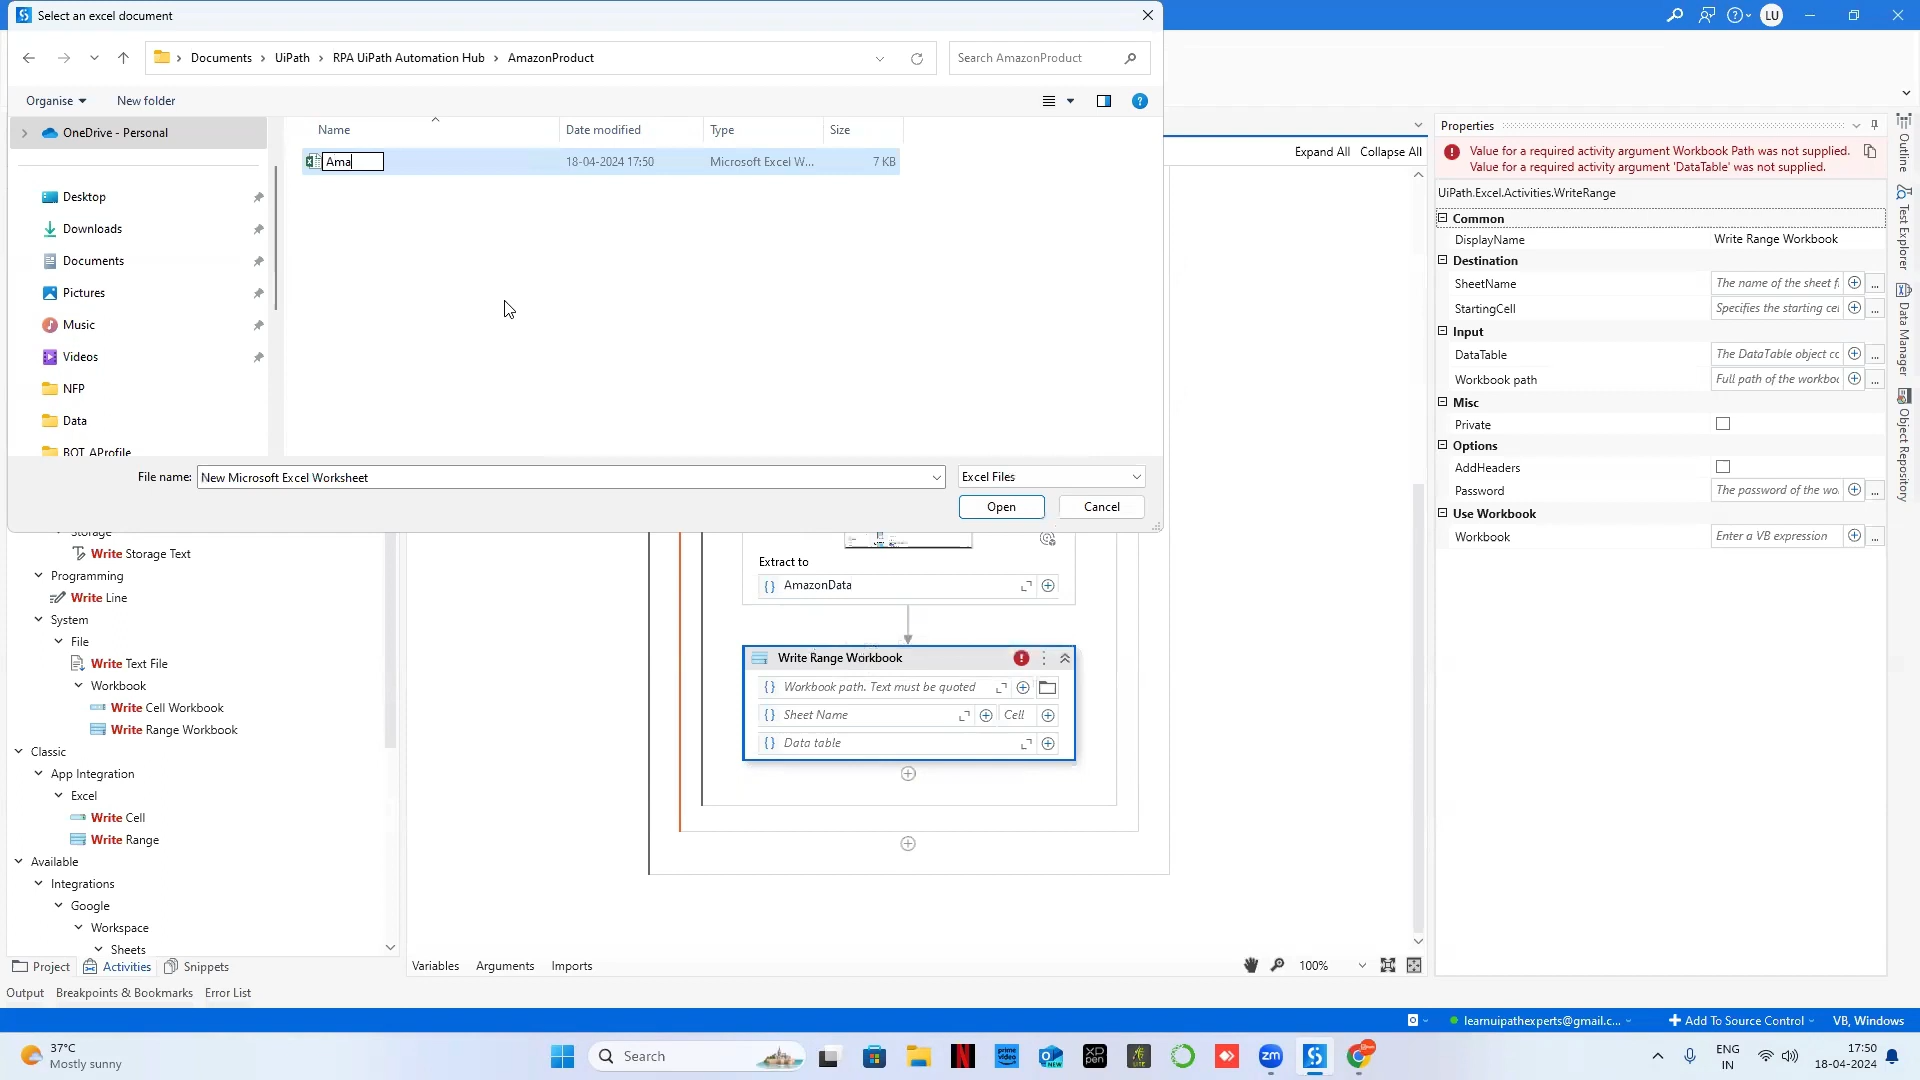 Select an excel document
LU
Documents > UiPath > RPA UiPath Automation Hub > AmazonProduct
Search AmazonProduct
Organise
New folder
Name
Date modified
Type
Size
OneDrive - Personal
Ama
18-04-2024 17:50
Microsoft Excel W...
7 KB
Desktop
Downloads
Documents
Pictures
Music
Videos
NFP
Data
BOT_AProfile
File name:
New Microsoft Excel Worksheet
Excel Files
Open
Cancel
Expand All
Collapse All
Properties
Value for a required activity argument Workbook Path was not supplied.
Value for a required activity argument 'DataTable' was not supplied.
UiPath.Excel.Activities.WriteRange
Common
DisplayName
Write Range Workbook
Destination
SheetName
The name of the sheet f
StartingCell
Specifies the starting cel
Input
DataTable
The DataTable object cc
Workbook path
Full path of the workboo
Misc
Private
Options
AddHeaders
Password
The password of the wo
Use Workbook
Workbook
Enter a VB expression
Outline
Test Explorer
Data Manager
Object Repository
Storage
Write Storage Text
Programming
Write Line
System
File
Write Text File
Workbook
Write Cell Workbook
Write Range Workbook
Classic
App Integration
Excel
Write Cell
Write Range
Available
Integrations
Google
Workspace
Sheets
Extract to
AmazonData
Write Range Workbook
Workbook path. Text must be quoted
Sheet Name
Cell
Data table
Project
Activities
Snippets
Variables
Arguments
Imports
100%
Output
Breakpoints & Bookmarks
Error List
learnuipathexperts@gmail.c...
Add To Source Control
VB, Windows
37°C
Mostly sunny
Search
prime video
NEW
XP
PEN
LITE
zm
ENG
IN
17:50
18-04-2024